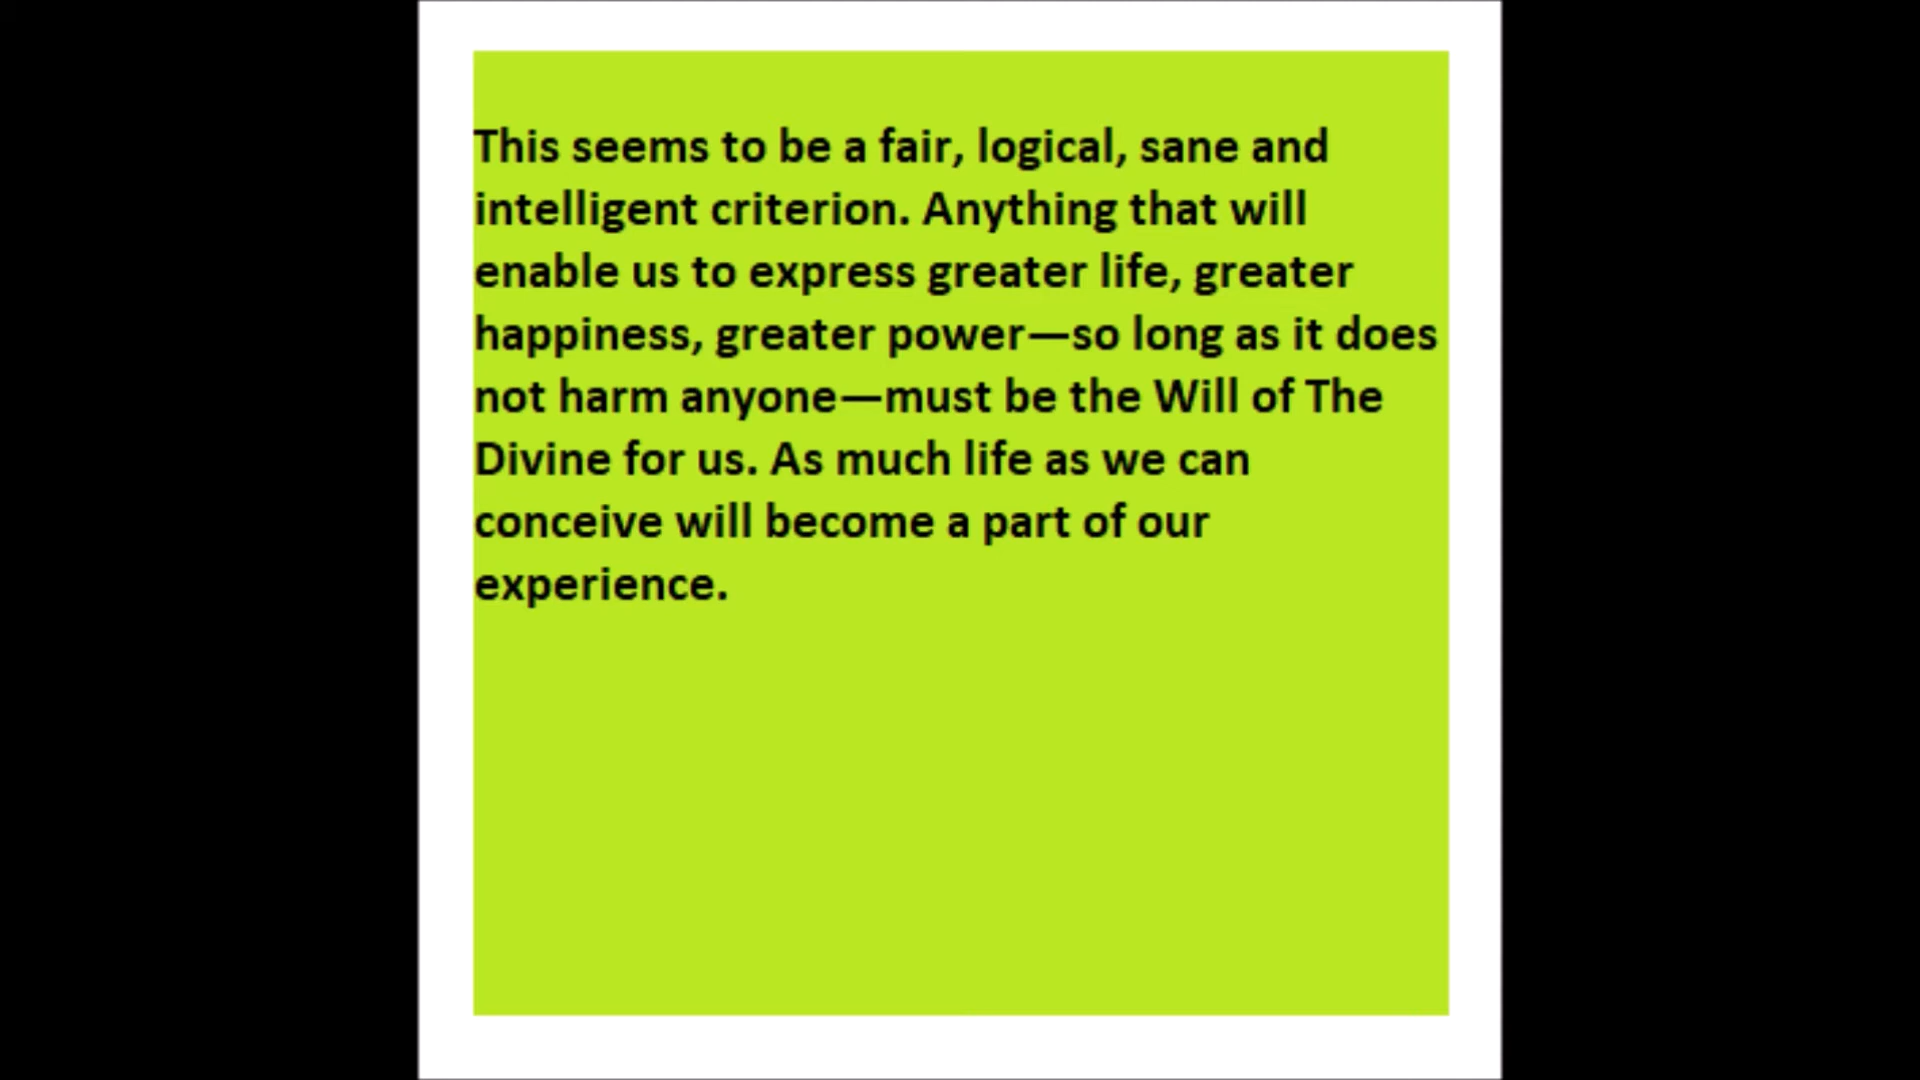 This seems to be a fair, logical, sane and
intelligent criterion. Anything that will
enable us to express greater life, greater
happiness, greater power—so long as it does
not harm anyone—must be the Will of The
Divine for us. As much life as we can
conceive will become a part of our
experience.